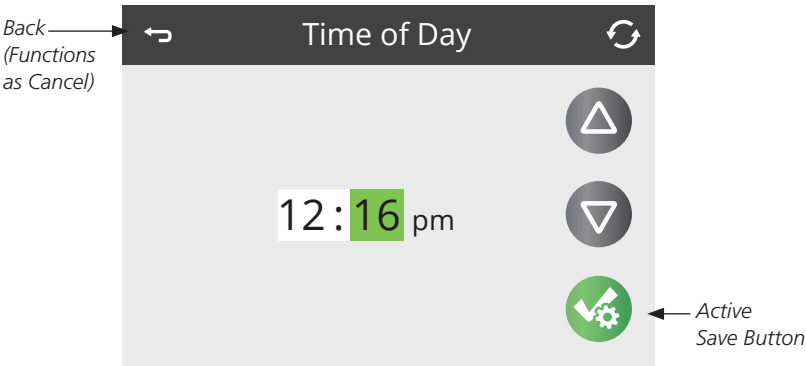 Back
(Functions
as Cancel)
Time of Day
12:16 pm
Active
Save Button